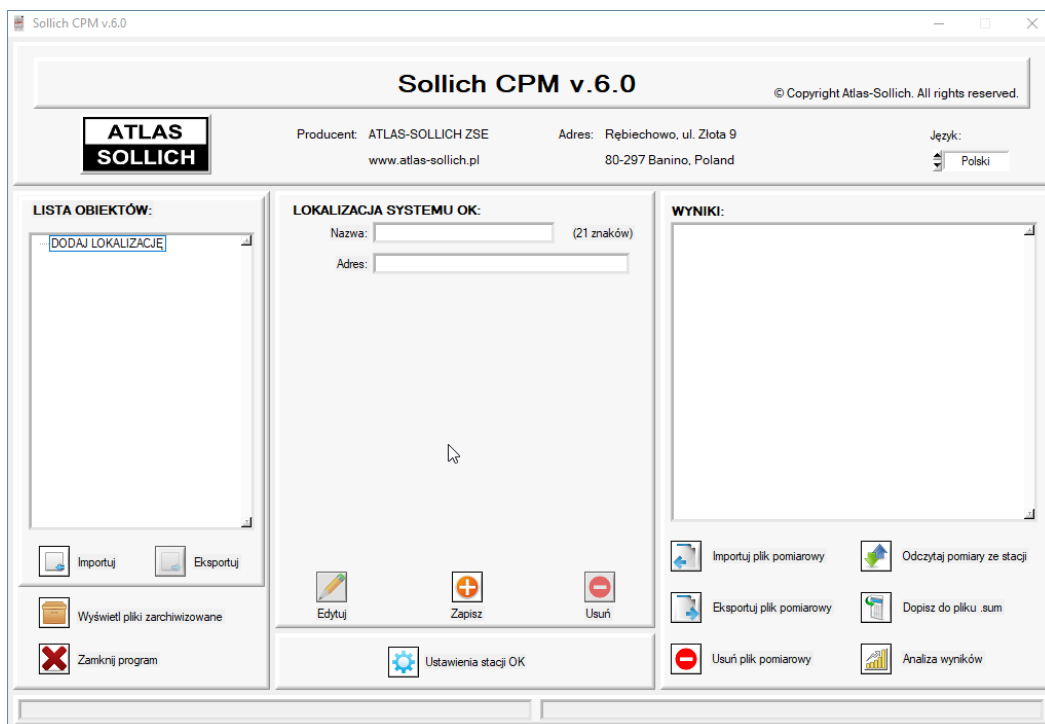 Sollich CPM v.6.0
Sollich CPM v.6.0
© Copyright Atlas-Sollich. All rights reserved.
ATLAS
SOLLICH
Producent: ATLAS-SOLLICH ZSE
www.atlas-sollich.pl
Adres: Rębiechowo, ul. Złota 9
80-297 Banino, Poland
Język:
Polski
LISTA OBIEKTÓW:
DODAJ LOKALIZACJĘ
Importuj
Eksportuj
Wyświetl pliki zarchiwizowane
Zamknij program
LOKALIZACJA SYSTEMU OK:
Nazwa: (21 znaków)
Adres:
Edytuj
Zapisz
Usuń
Ustawienia stacji OK
WYNIKI:
Importuj plik pomiarowy
Odczytaj pomiary ze stacji
Eksportuj plik pomiarowy
Dopisz do pliku .sum
Usuń plik pomiarowy
Analiza wyników